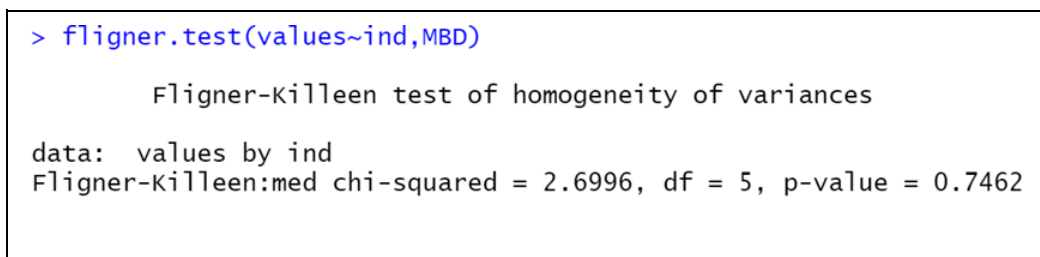 > fligner.test(values~ind,MBD)
Fligner-Killeen test of homogeneity of variances
data:  values by ind
Fligner-Killeen:med chi-squared = 2.6996, df = 5, p-value = 0.7462